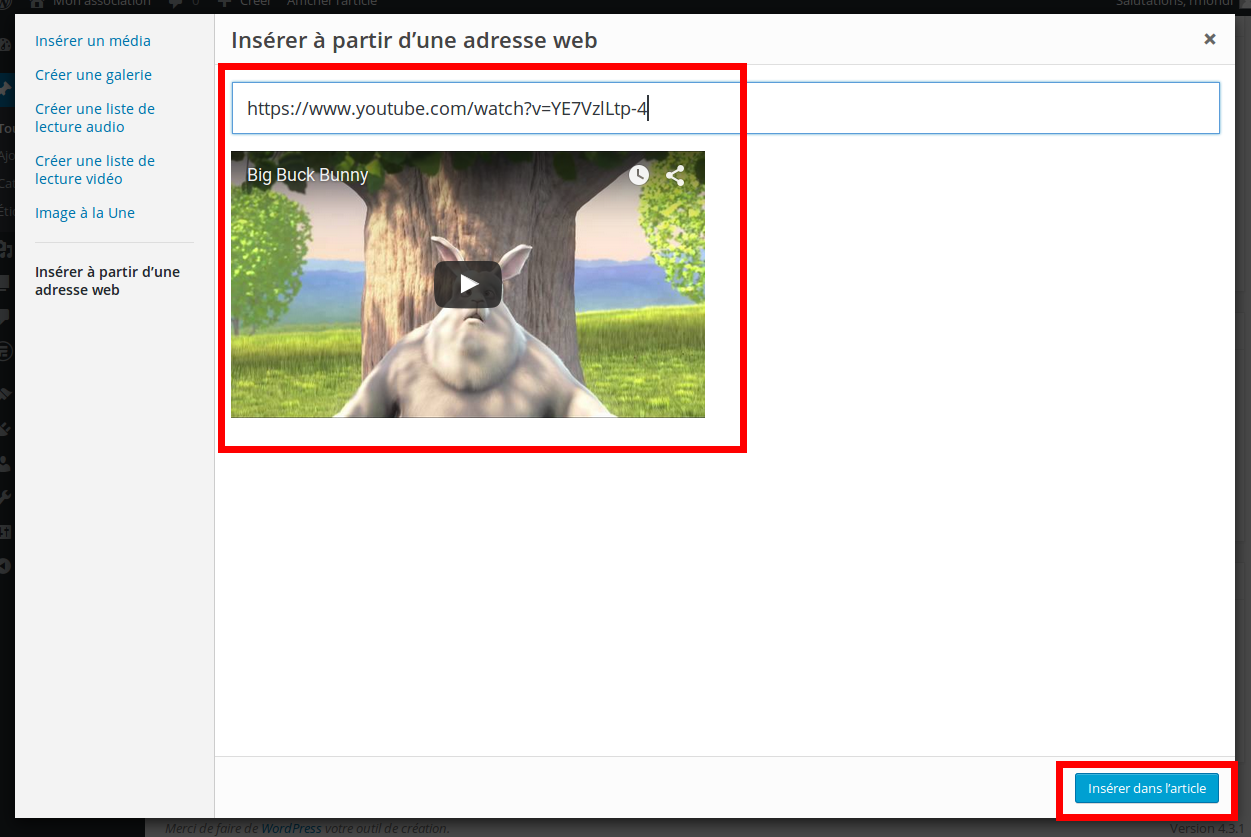 Mon association 0 Créer Afficher l'article
Insérer un média
Créer une galerie
Créer une liste de
lecture audio
Créer une liste de
lecture vidéo
Image à la Une
Insérer à partir d’une
adresse web
Insérer à partir d’une adresse web
https://www.youtube.com/watch?v=YE7VzlLtp-4
Big Buck Bunny
Insérer dans l’article
Merci de faire de WordPress votre outil de création.
Version 4.3.1